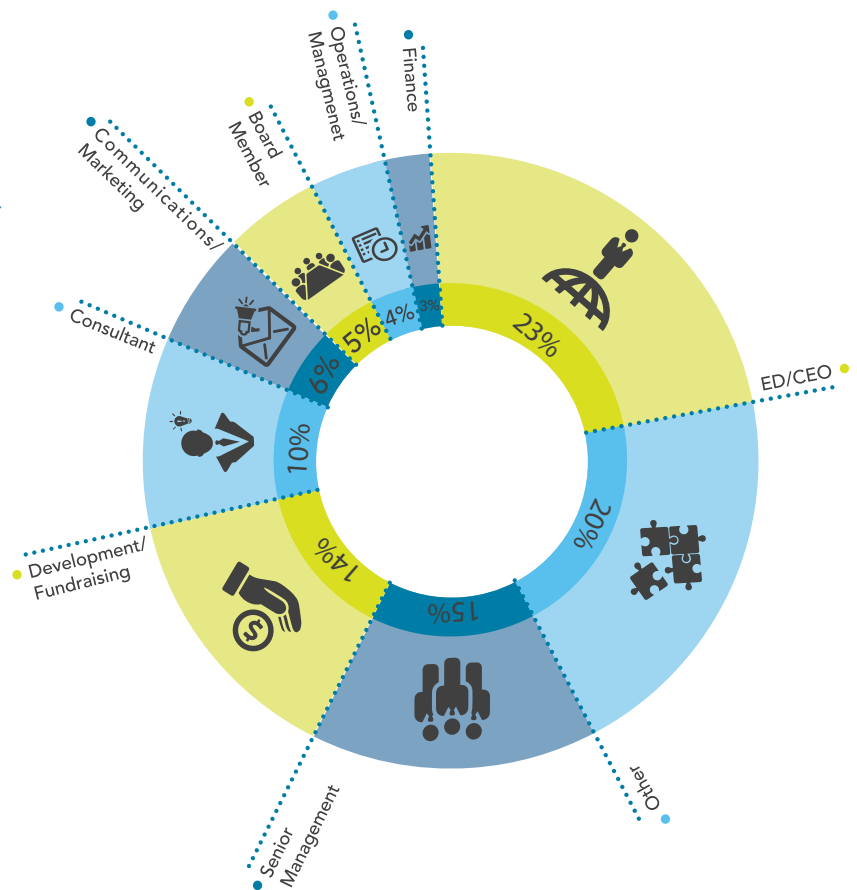 Finance
Operations/
Managmenet
Board
Member
Communications/
Marketing
Consultant
Development/
Fundraising
Senior
Management
Other
ED/CEO
23%
20%
15%
14%
10%
6%
5%
4%
3%
$